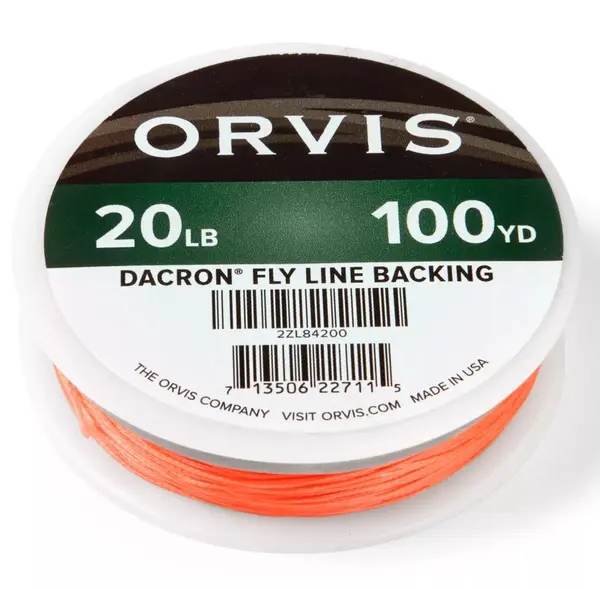 ORVIS®
20LB 100YD
DACRON® FLY LINE BACKING
2ZL84200
7 13506 22711 5
THE ORVIS COMPANY VISIT ORVIS.COM MADE IN USA